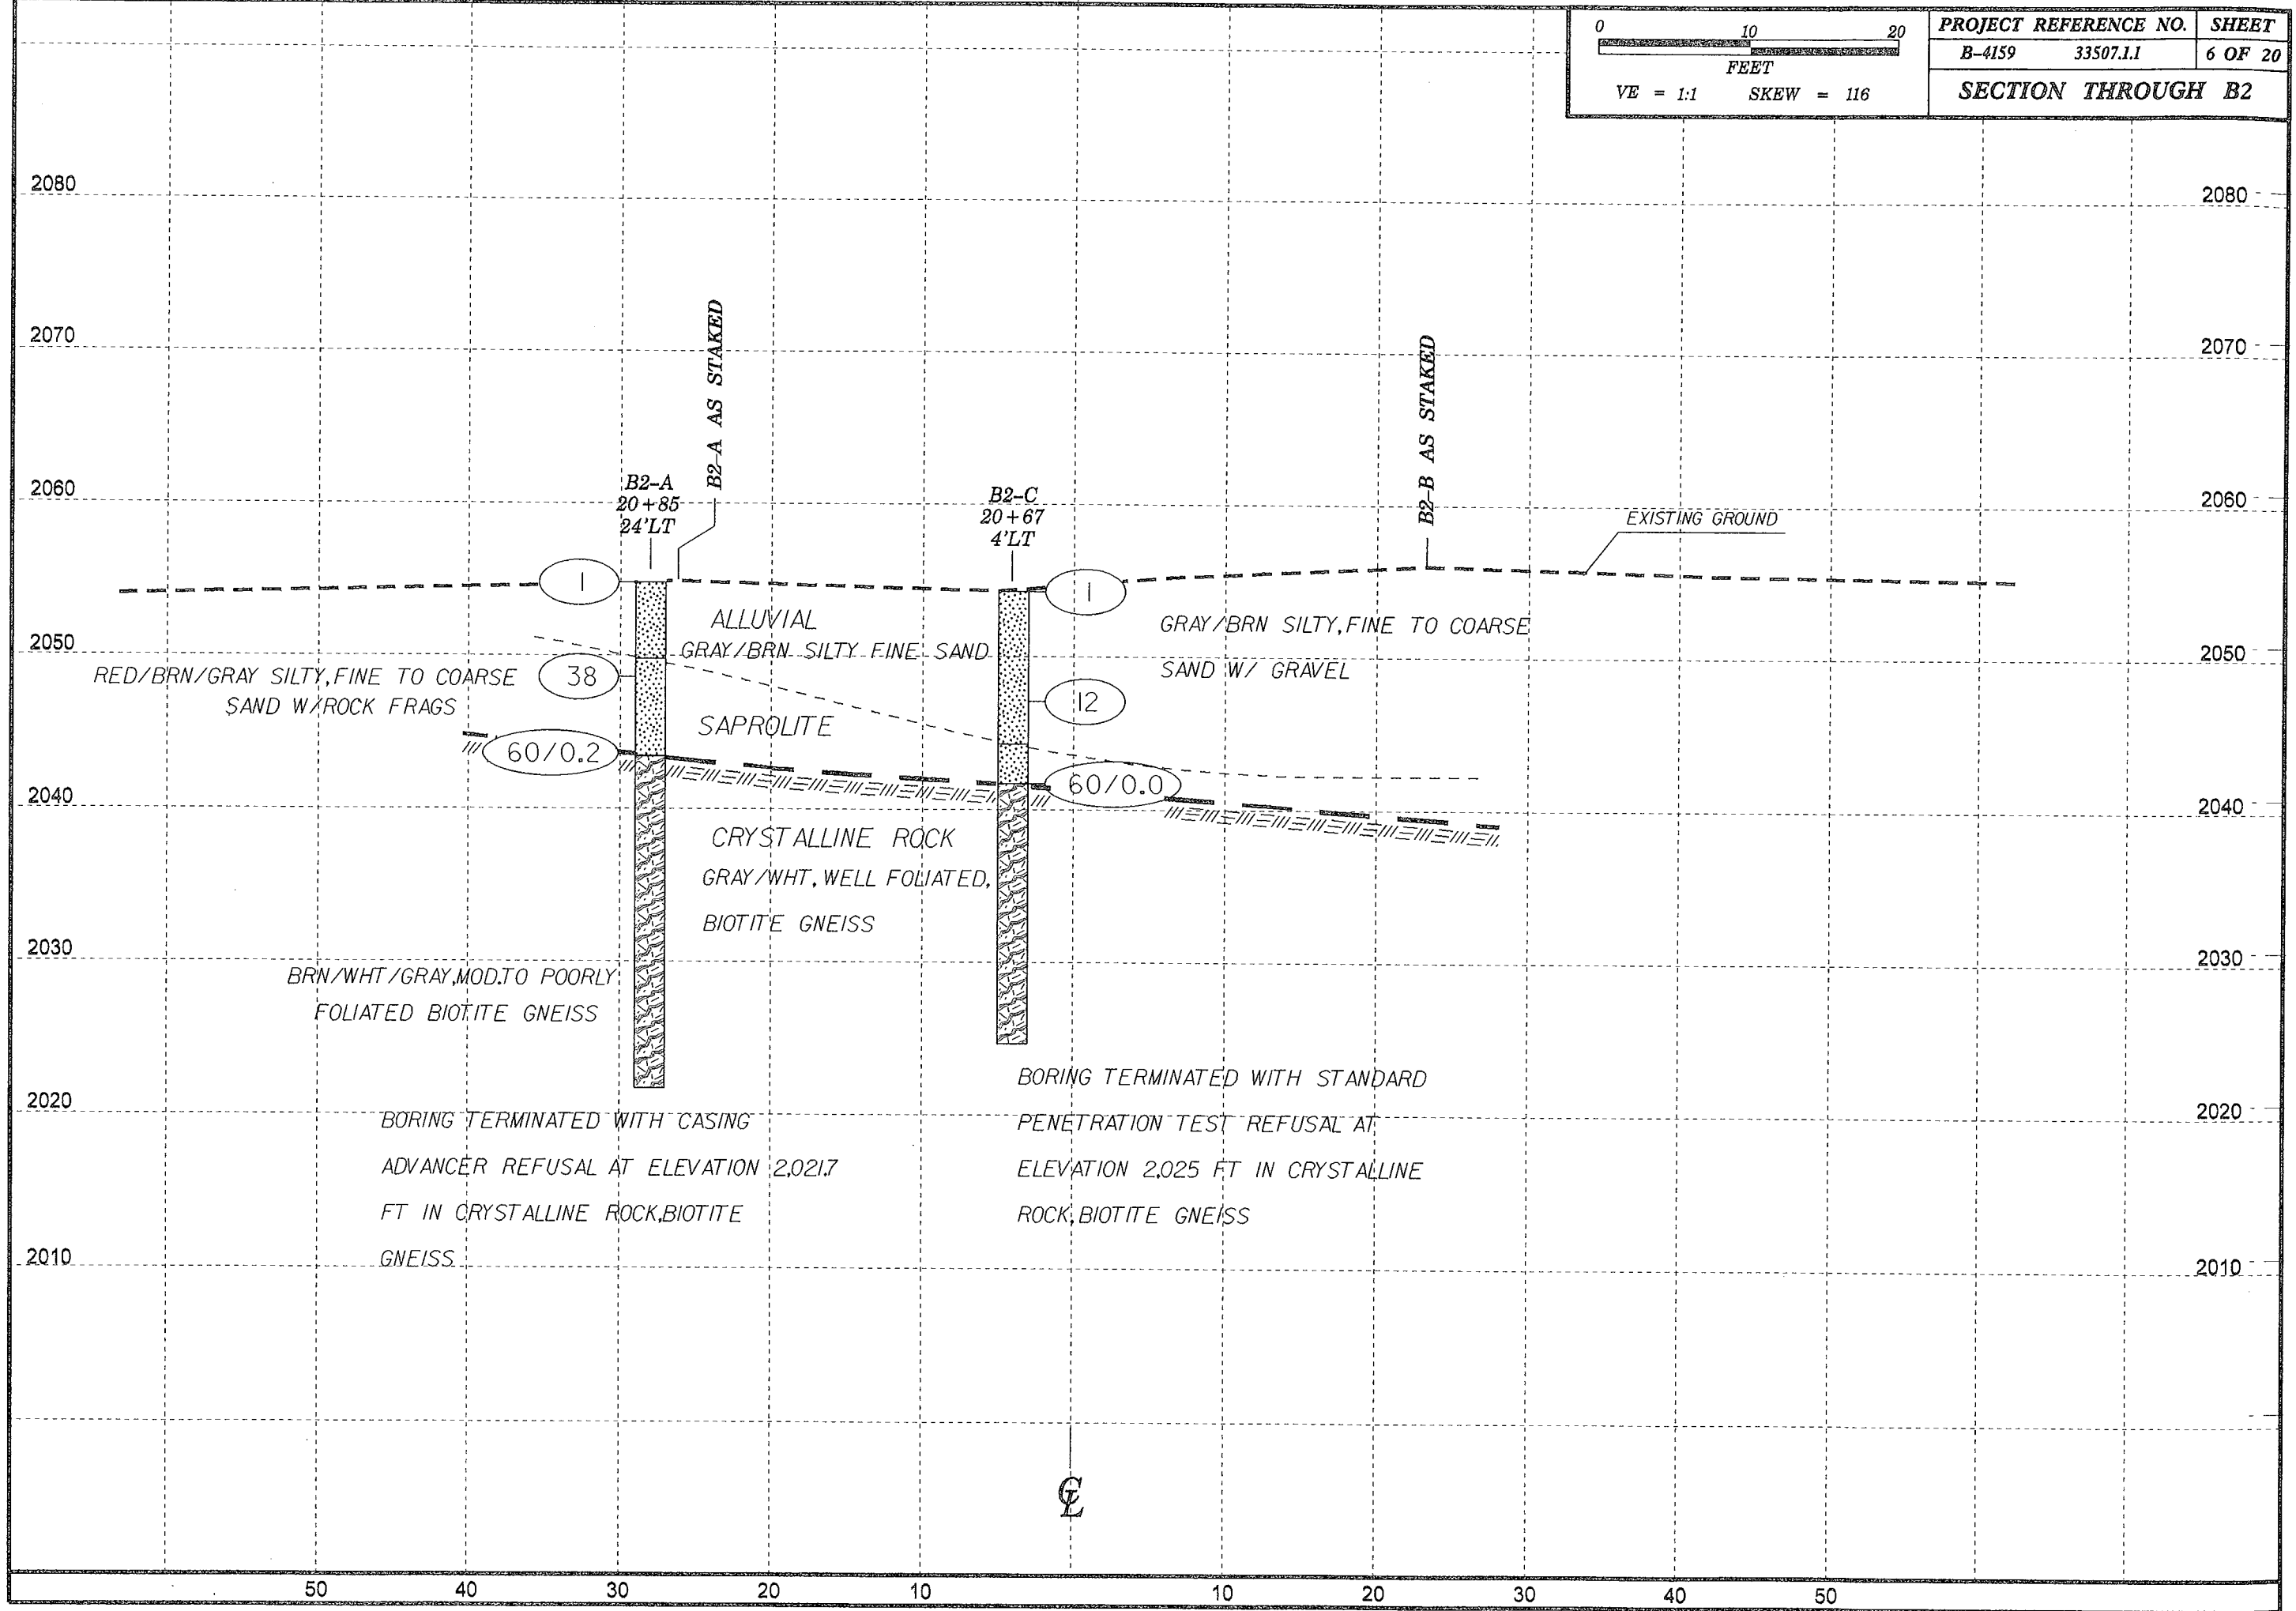 0 10 20
FEET
VE = 1:1 SKEW = 116
PROJECT REFERENCE NO. SHEET
B-4159 33507.1.1 6 OF 20
SECTION THROUGH B2
2080 2080
2070 2070
2060 2060
2050 2050
2040 2040
2030 2030
2020 2020
2010 2010
B2-A AS STAKED
B2-B AS STAKED
B2-A
20+85
24'LT
B2-C
20+67
4'LT
EXISTING GROUND
1
1
ALLUVIAL
GRAY/BRN SILTY FINE SAND
GRAY/BRN SILTY, FINE TO COARSE
SAND W/ GRAVEL
RED/BRN/GRAY SILTY, FINE TO COARSE
SAND W/ROCK FRAGS
38
12
SAPROLITE
60/0.2
60/0.0
CRYSTALLINE ROCK
GRAY/WHT, WELL FOLIATED,
BIOTITE GNEISS
BRN/WHT/GRAY, MOD. TO POORLY
FOLIATED BIOTITE GNEISS
BORING TERMINATED WITH CASING
ADVANCER REFUSAL AT ELEVATION 2,021.7
FT IN CRYSTALLINE ROCK, BIOTITE
GNEISS
BORING TERMINATED WITH STANDARD
PENETRATION TEST REFUSAL AT
ELEVATION 2,025 FT IN CRYSTALLINE
ROCK, BIOTITE GNEISS
CL
50 40 30 20 10 10 20 30 40 50